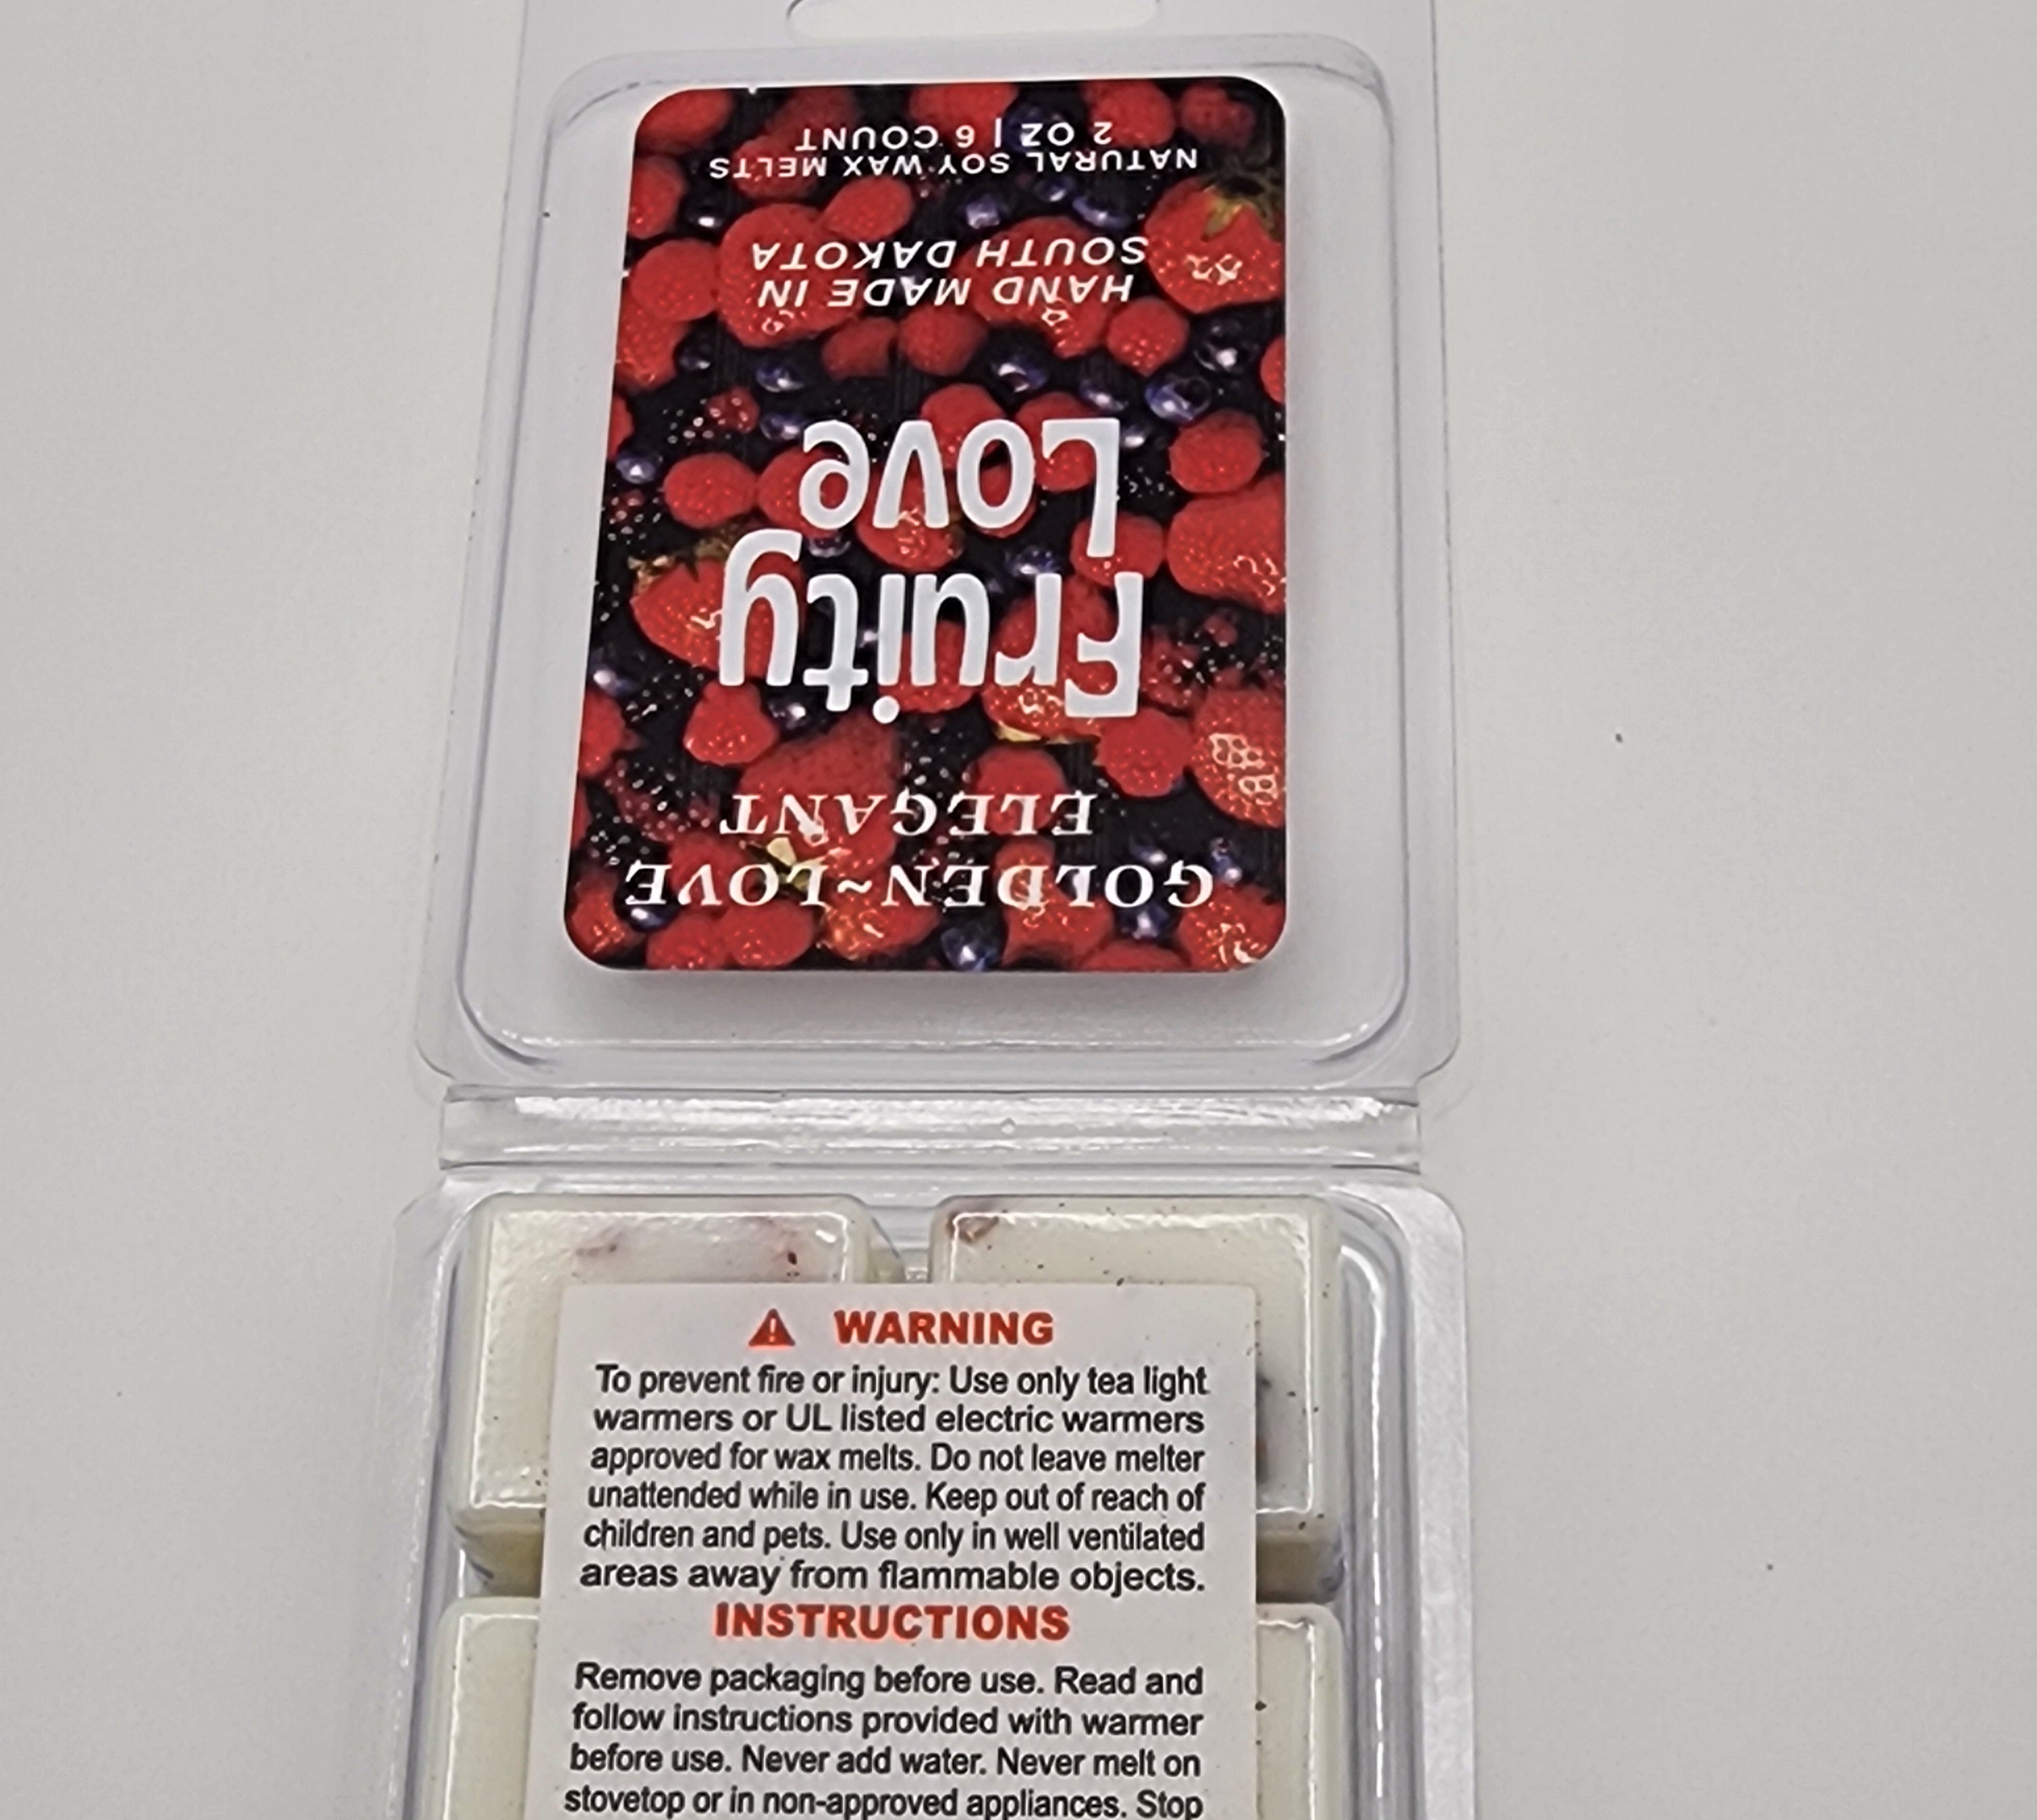 GOLDEN~LOVE
ELEGANT
Fruity
Love
HAND MADE IN
SOUTH DAKOTA
NATURAL SOY WAX MELTS
2 OZ | 6 COUNT
WARNING
To prevent fire or injury: Use only tea light
warmers or UL listed electric warmers
approved for wax melts. Do not leave melter
unattended while in use. Keep out of reach of
children and pets. Use only in well ventilated
areas away from flammable objects.
INSTRUCTIONS
Remove packaging before use. Read and
follow instructions provided with warmer
before use. Never add water. Never melt on
stovetop or in non-approved appliances. Stop